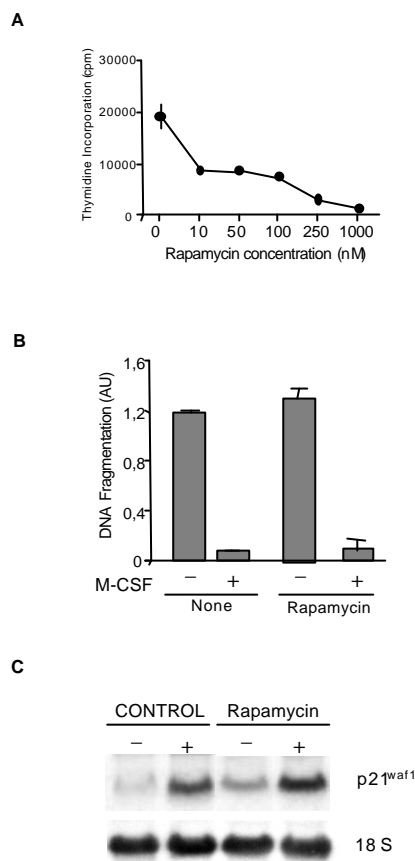 A
Thymidine Incorporation (cpm)
30000
20000
10000
0
0 10 50 100 250 1000
Rapamycin concentration (nM)
B
DNA Fragmentation (AU)
1,6
1,2
0,8
0,4
0
M-CSF − + − +
None Rapamycin
C
CONTROL Rapamycin
− + − +
p21waf1
18 S